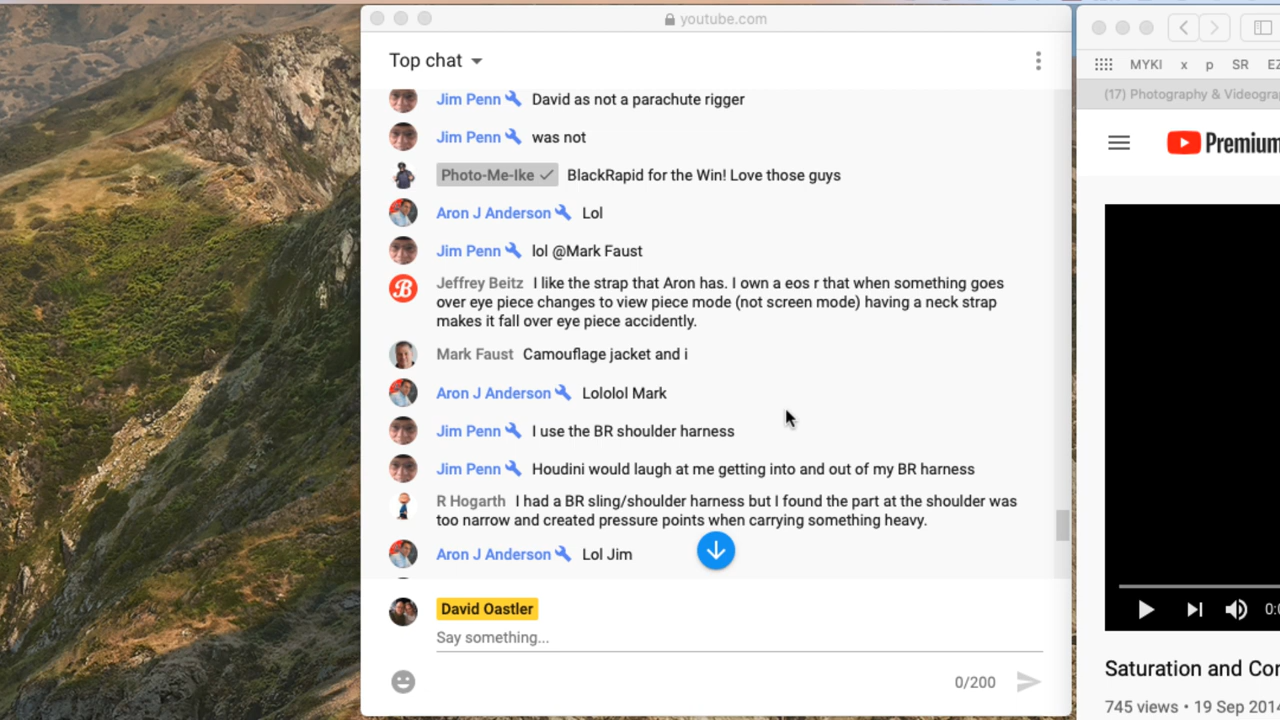 youtube.com
Top chat
Jim Penn David as not a parachute rigger
Jim Penn was not
Photo-Me-Ike BlackRapid for the Win! Love those guys
Aron J Anderson Lol
Jim Penn lol @Mark Faust
Jeffrey Beitz I like the strap that Aron has. I own a eos r that when something goes
over eye piece changes to view piece mode (not screen mode) having a neck strap
makes it fall over eye piece accidently.
Mark Faust Camouflage jacket and i
Aron J Anderson Lololol Mark
Jim Penn I use the BR shoulder harness
Jim Penn Houdini would laugh at me getting into and out of my BR harness
R Hogarth I had a BR sling/shoulder harness but I found the part at the shoulder was
too narrow and created pressure points when carrying something heavy.
Aron J Anderson Lol Jim
David Oastler
Say something...
0/200
MYKI x p SR EZ
(17) Photography & Videogra
Premium
0:0
Saturation and Cor
745 views • 19 Sep 2014